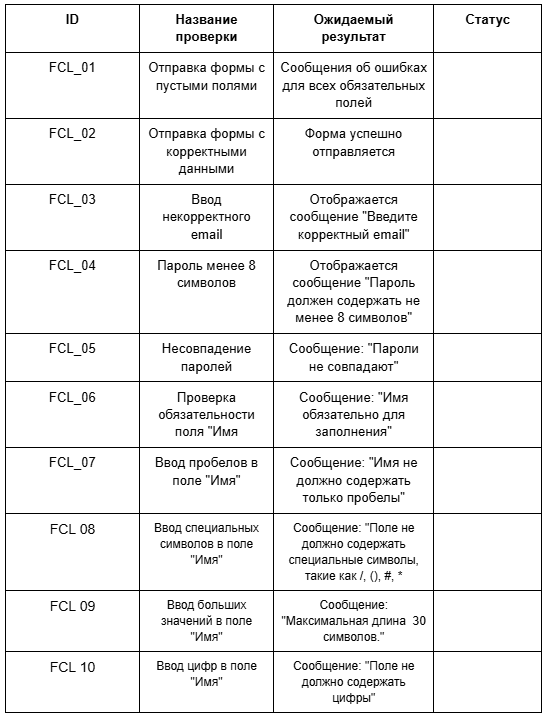 ID
Название
проверки
Ожидаемый
результат
Статус
FCL_01
Отправка формы с
пустыми полями
Сообщения об ошибках
для всех обязательных
полей
FCL_02
Отправка формы с
корректными
данными
Форма успешно
отправляется
FCL_03
Ввод
некорректного
email
Отображается
сообщение "Введите
корректный email"
FCL_04
Пароль менее 8
символов
Отображается
сообщение "Пароль
должен содержать не
менее 8 символов"
FCL_05
Несовпадение
паролей
Сообщение: "Пароли
не совпадают"
FCL_06
Проверка
обязательности
поля "Имя
Сообщение: "Имя
обязательно для
заполнения"
FCL_07
Ввод пробелов в
поле "Имя"
Сообщение: "Имя не
должно содержать
только пробелы"
FCL 08
Ввод специальных
символов в поле
"Имя"
Сообщение: "Поле не
должно содержать
специальные символы,
такие как /, (), #, *
FCL 09
Ввод больших
значений в поле
"Имя"
Сообщение:
"Максимальная длина  30
символов."
FCL 10
Ввод цифр в поле
"Имя"
Сообщение: "Поле не
должно содержать
цифры"